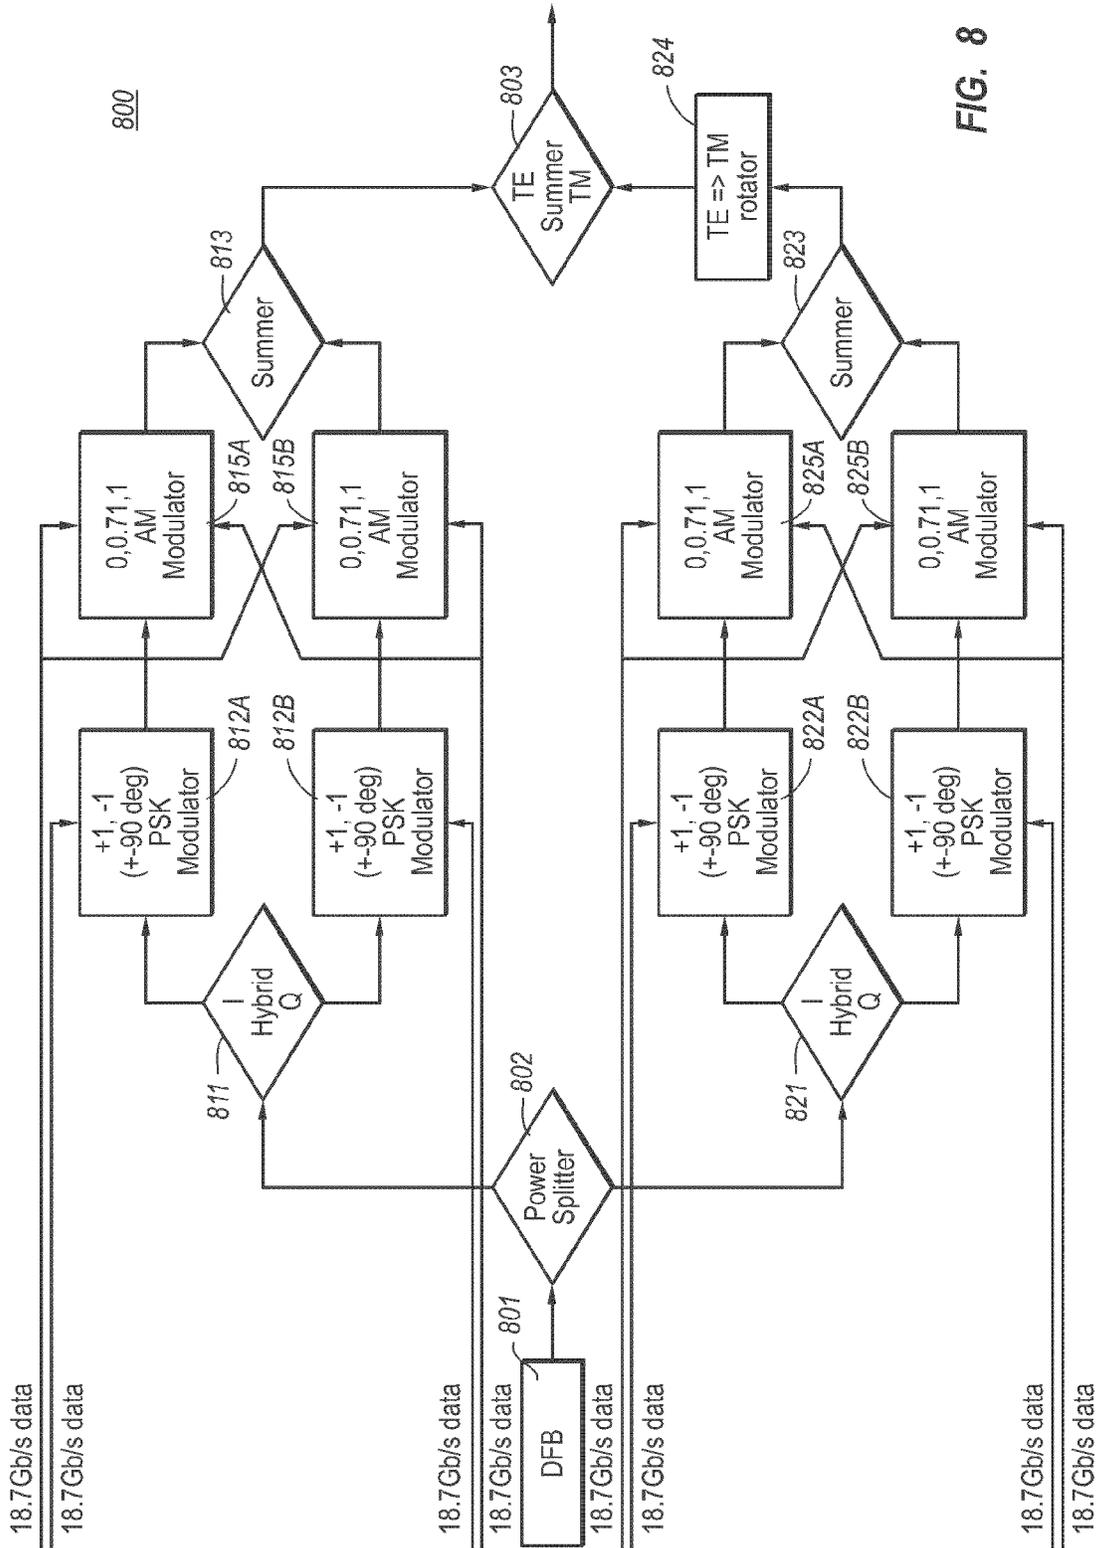 800
18.7Gb/s data
18.7Gb/s data
811
I
Hybrid
Q
+1, -1
(+-90 deg)
PSK
Modulator
812A
812B
+1, -1
(+-90 deg)
PSK
Modulator
0,0.71,1
AM
Modulator
815A
815B
0,0.71,1
AM
Modulator
813
Summer
18.7Gb/s data
18.7Gb/s data
801
DFB
802
Power
Splitter
803
TE
Summer
TM
18.7Gb/s data
18.7Gb/s data
824
TE => TM
rotator
821
I
Hybrid
Q
+1, -1
(+-90 deg)
PSK
Modulator
822A
822B
+1, -1
(+-90 deg)
PSK
Modulator
0,0.71,1
AM
Modulator
825A
825B
0,0.71,1
AM
Modulator
823
Summer
18.7Gb/s data
18.7Gb/s data
FIG. 8